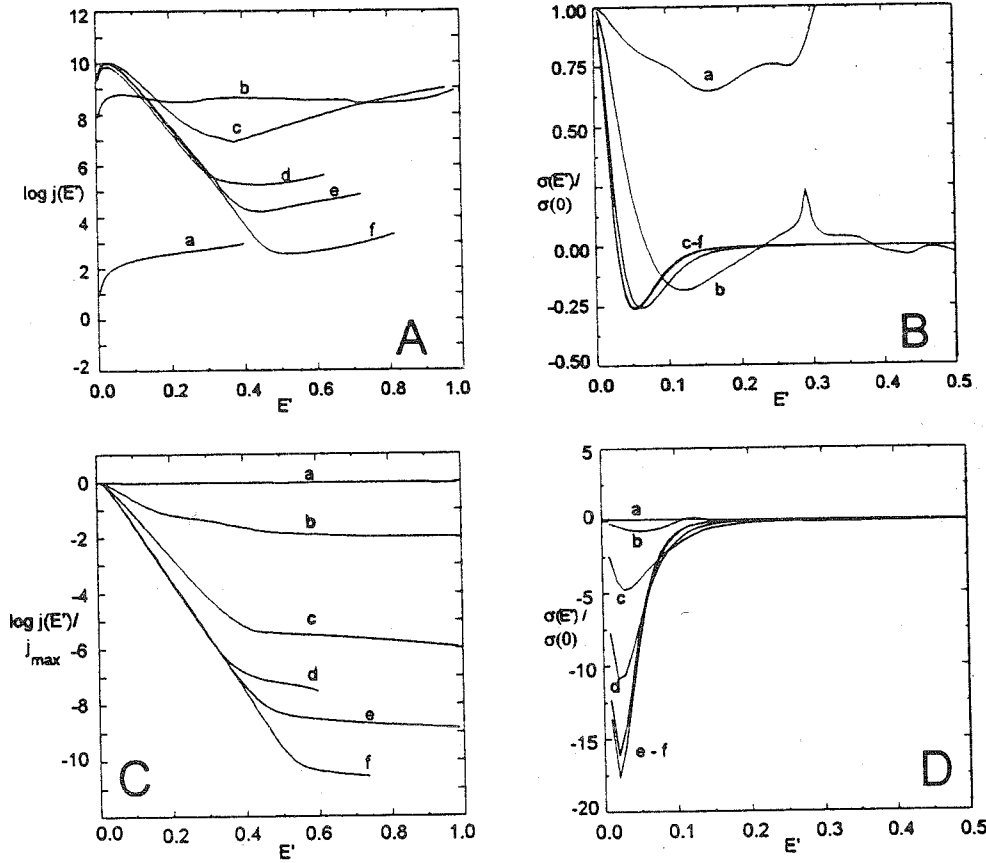 12
10
8
6
log j(E')
4
2
0
-2
b
c
d
e
f
a
A
0.0 0.2 0.4 0.6 0.8 1.0
E'
1.00
0.75
0.50
σ(E')/
σ(0)
0.00
-0.25
-0.50
a
c-f
b
B
0.0 0.1 0.2 0.3 0.4 0.5
E'
0
-2
-4
log j(E')/
-6
j max
-8
-10
a
b
c
d
e
f
C
0.0 0.2 0.4 0.6 0.8 1.0
E'
5
0
-5
σ(E')/
σ(0)
-10
-15
-20
a
b
c
d
e - f
D
0.0 0.1 0.2 0.3 0.4 0.5
E'